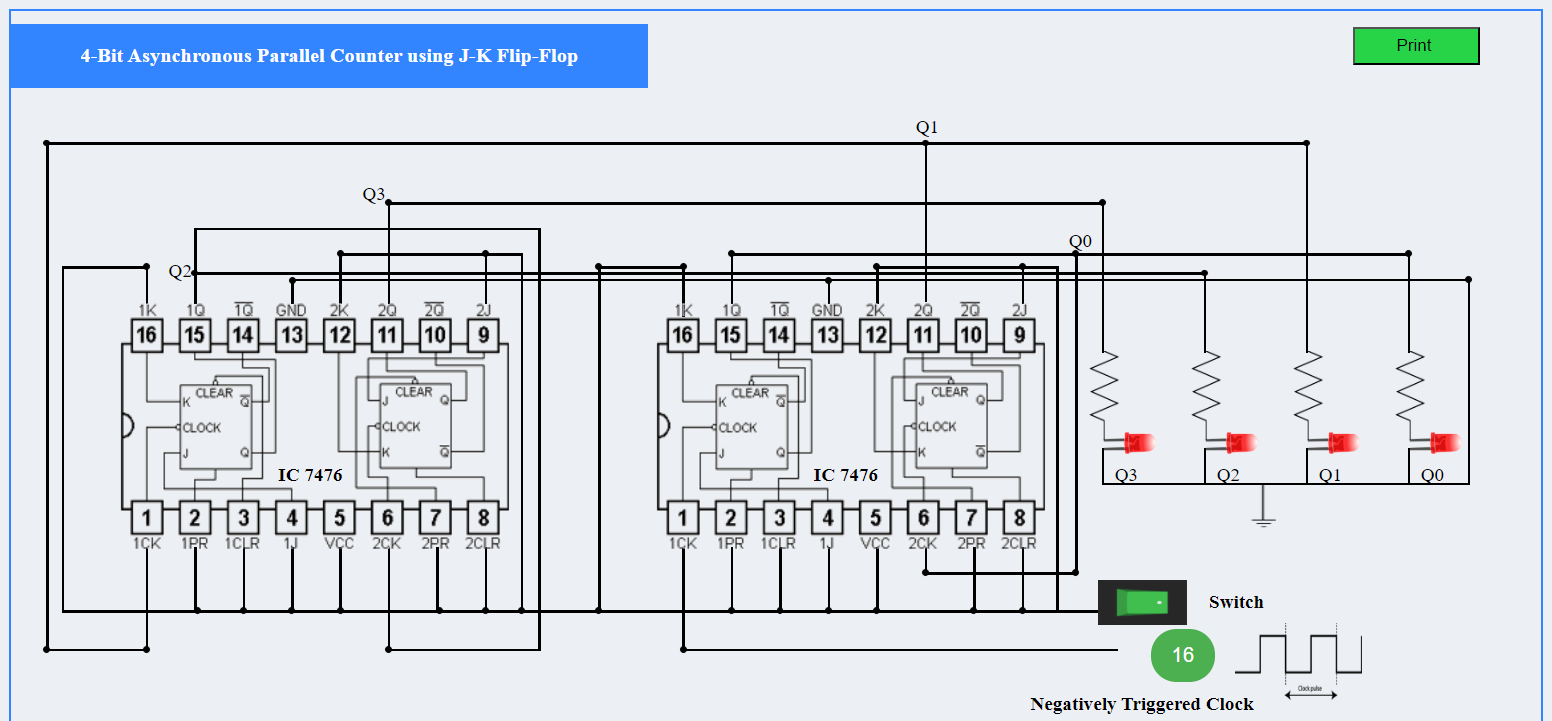 4-Bit Asynchronous Parallel Counter using J-K Flip-Flop
Print
Q1
Q3
Q0
Q2
1K 1Q 1Q GND 2K 2Q 2Q 2J
16 15 14 13 12 11 10 9
CLEAR
K Q
CLOCK
J Q
CLEAR
J Q
CLOCK
K Q
IC 7476
1 2 3 4 5 6 7 8
1CK 1PR 1CLR 1J VCC 2CK 2PR 2CLR
1K 1Q 1Q GND 2K 2Q 2Q 2J
16 15 14 13 12 11 10 9
CLEAR
K Q
CLOCK
J Q
CLEAR
J Q
CLOCK
K Q
IC 7476
1 2 3 4 5 6 7 8
1CK 1PR 1CLR 1J VCC 2CK 2PR 2CLR
Q3 Q2 Q1 Q0
Switch
16
Clock pulse
Negatively Triggered Clock